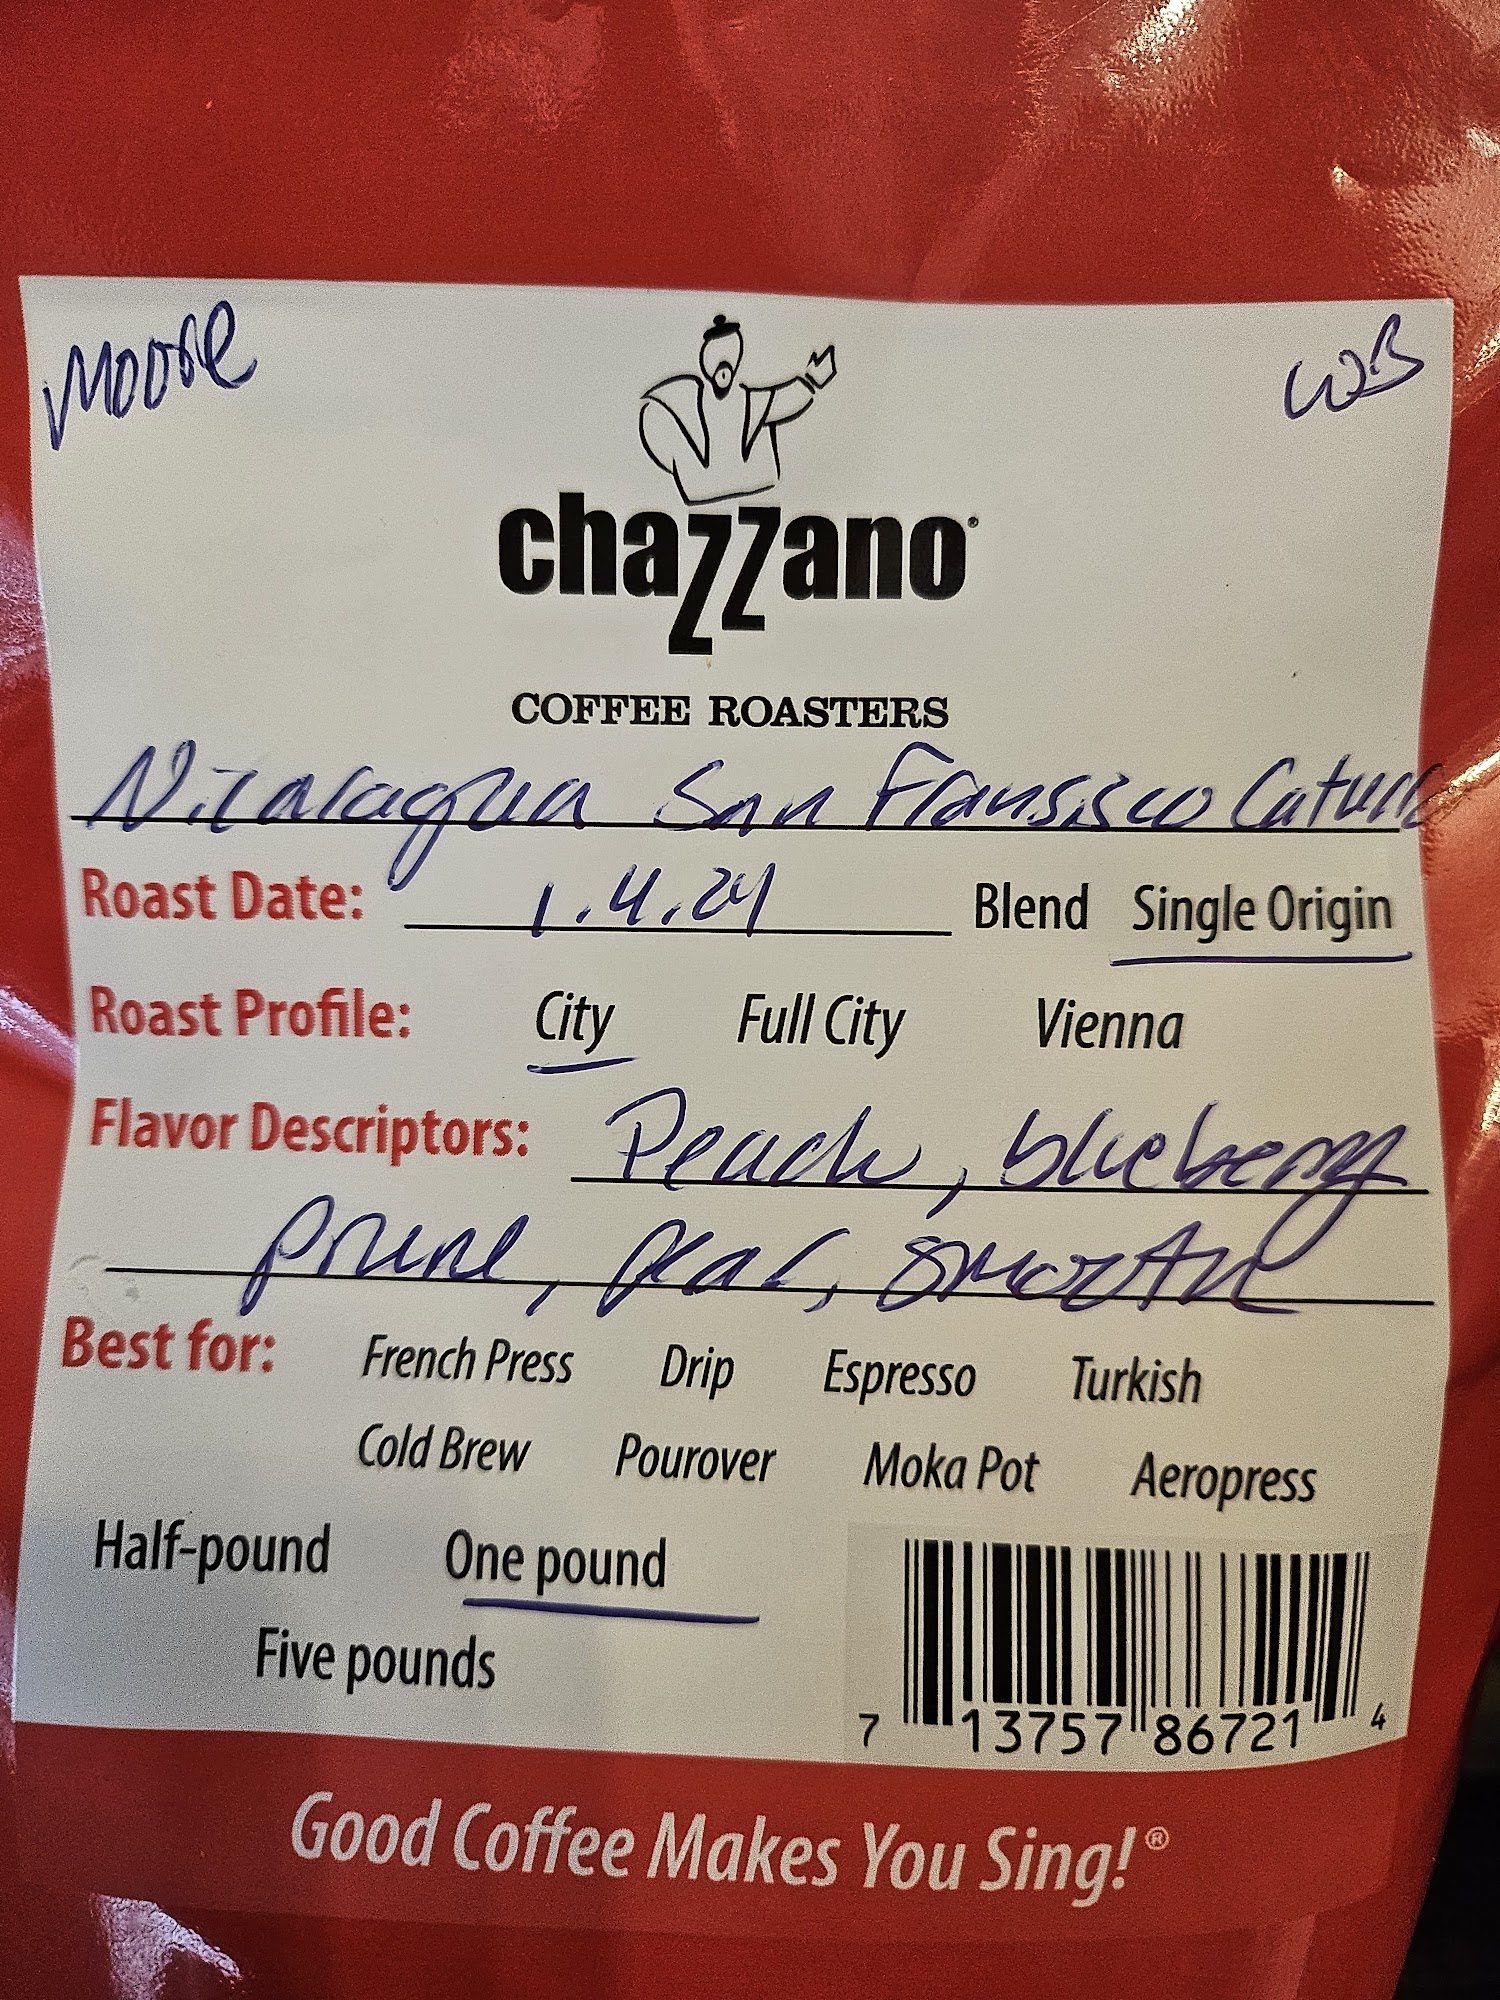 Moore WB
chazzano®
COFFEE ROASTERS
Nicaragua San Fransisco Catura
Roast Date: 1.4.24 Blend Single Origin
Roast Profile: City Full City Vienna
Flavor Descriptors: Peach, blueberry
prune, pear, smooth
Best for: French Press Drip Espresso Turkish
Cold Brew Pourover Moka Pot Aeropress
Half-pound One pound
Five pounds
7 13757 86721 4
Good Coffee Makes You Sing!®